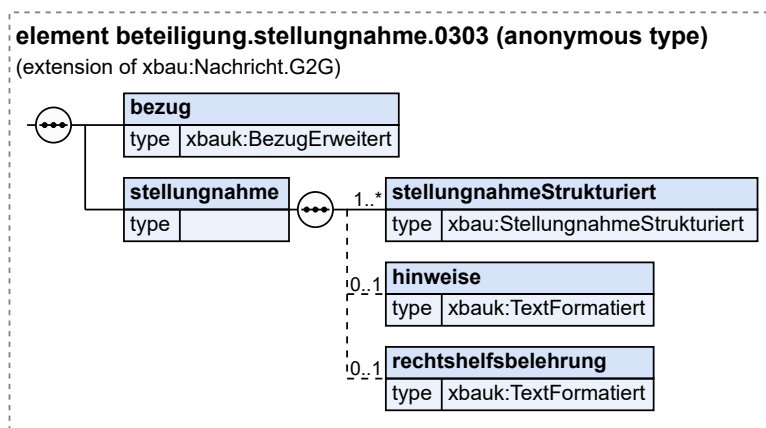 element beteiligung.stellungnahme.0303 (anonymous type)
(extension of xbau:Nachricht.G2G)
bezug
type xbauk:BezugErweitert
stellungnahme
type
1..* stellungnahmeStrukturiert
type xbau:StellungnahmeStrukturiert
0..1 hinweise
type xbauk:TextFormatiert
0..1 rechtshelfsbelehrung
type xbauk:TextFormatiert